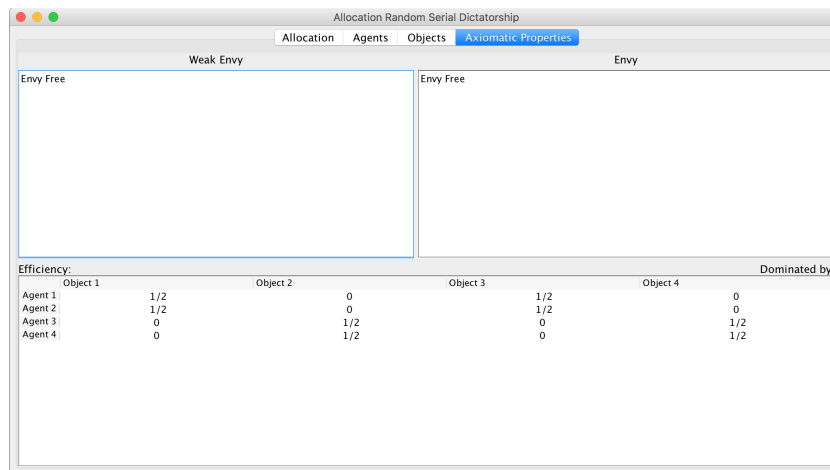 Allocation Random Serial Dictatorship
Allocation Agents Objects Axiomatic Properties
Weak Envy Envy
Envy Free Envy Free
Efficiency: Dominated by
Object 1 Object 2 Object 3 Object 4
Agent 1 1/2 0 1/2 0
Agent 2 1/2 0 1/2 0
Agent 3 0 1/2 0 1/2
Agent 4 0 1/2 0 1/2